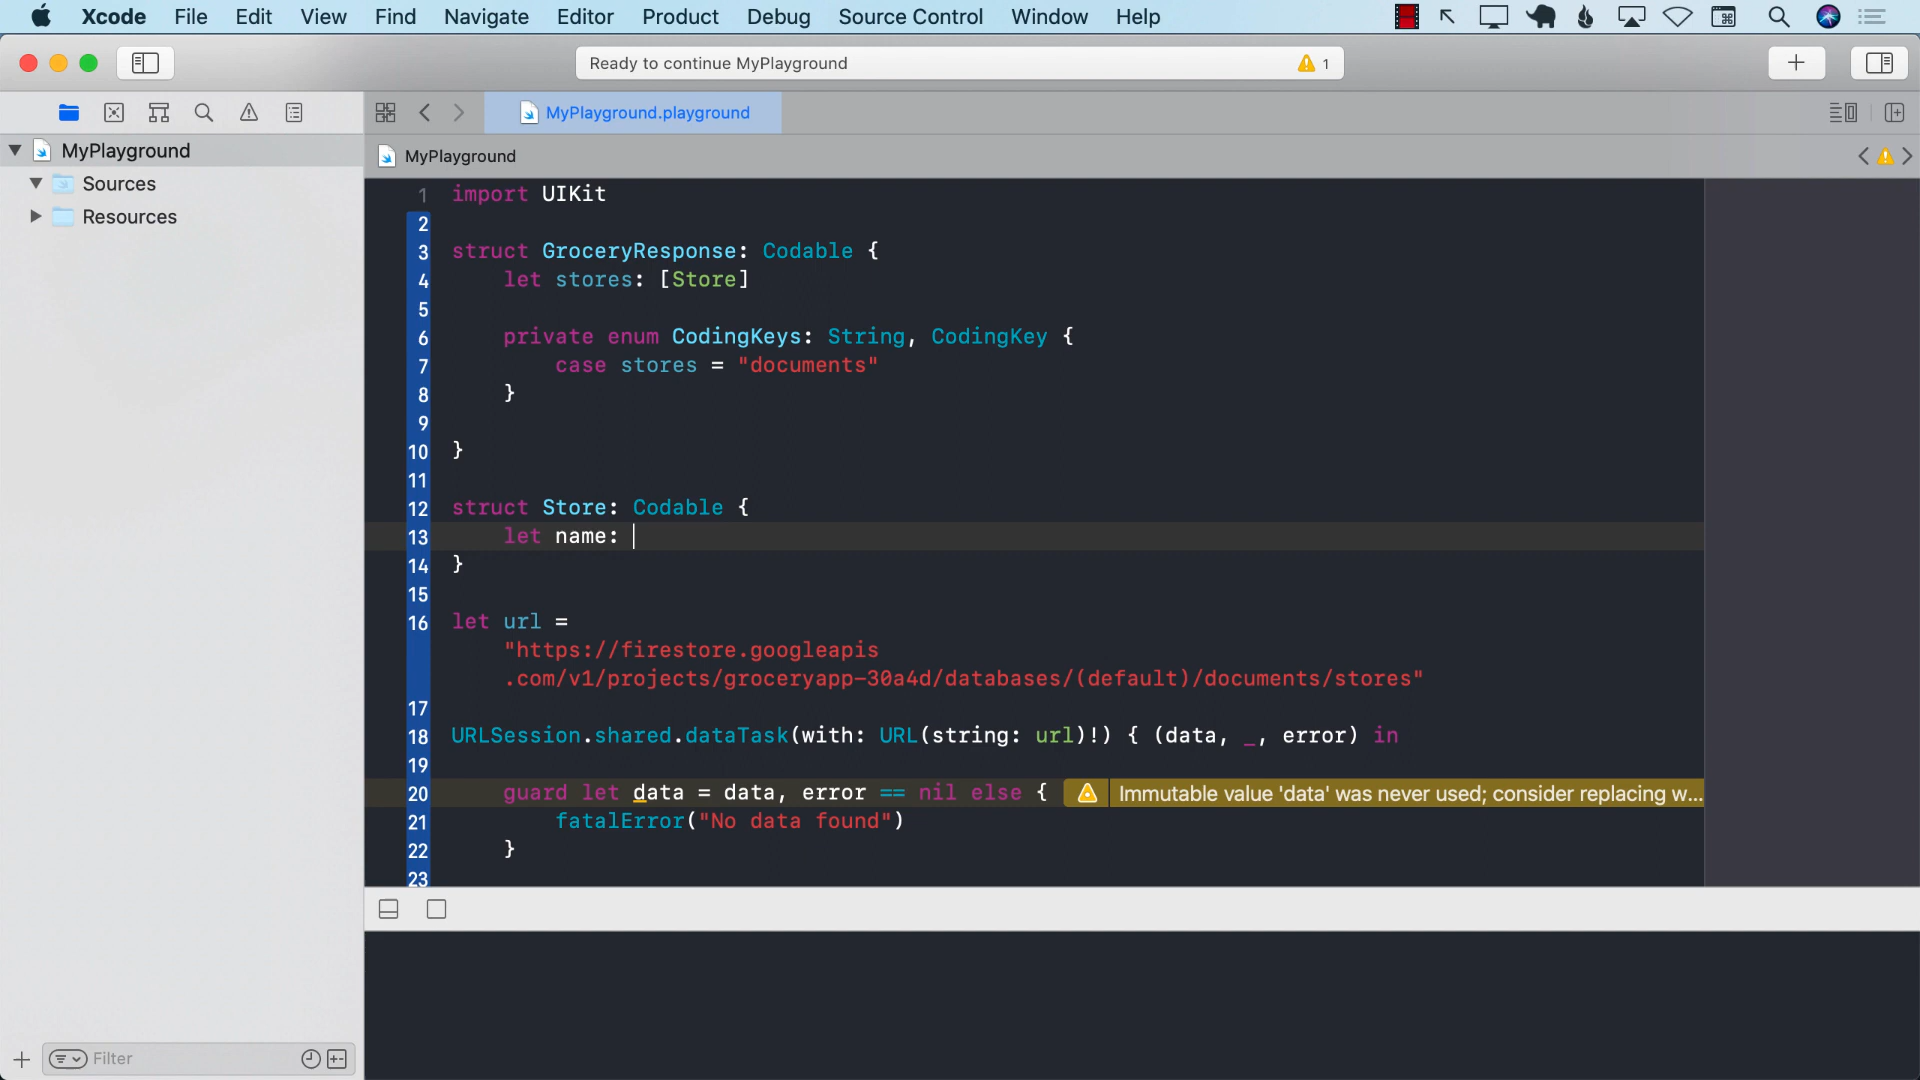 Xcode File Edit View Find Navigate Editor Product Debug Source Control Window Help
Ready to continue MyPlayground 1
MyPlayground.playground
MyPlayground
Sources
Resources
MyPlayground
1 import UIKit
2
3 struct GroceryResponse: Codable {
4 let stores: [Store]
5
6 private enum CodingKeys: String, CodingKey {
7 case stores = "documents"
8 }
9
10 }
11
12 struct Store: Codable {
13 let name:
14 }
15
16 let url =
"https://firestore.googleapis
.com/v1/projects/groceryapp-30a4d/databases/(default)/documents/stores"
17
18 URLSession.shared.dataTask(with: URL(string: url)!) { (data, _, error) in
19
20 guard let data = data, error == nil else { Immutable value 'data' was never used; consider replacing w...
21 fatalError("No data found")
22 }
23
Filter